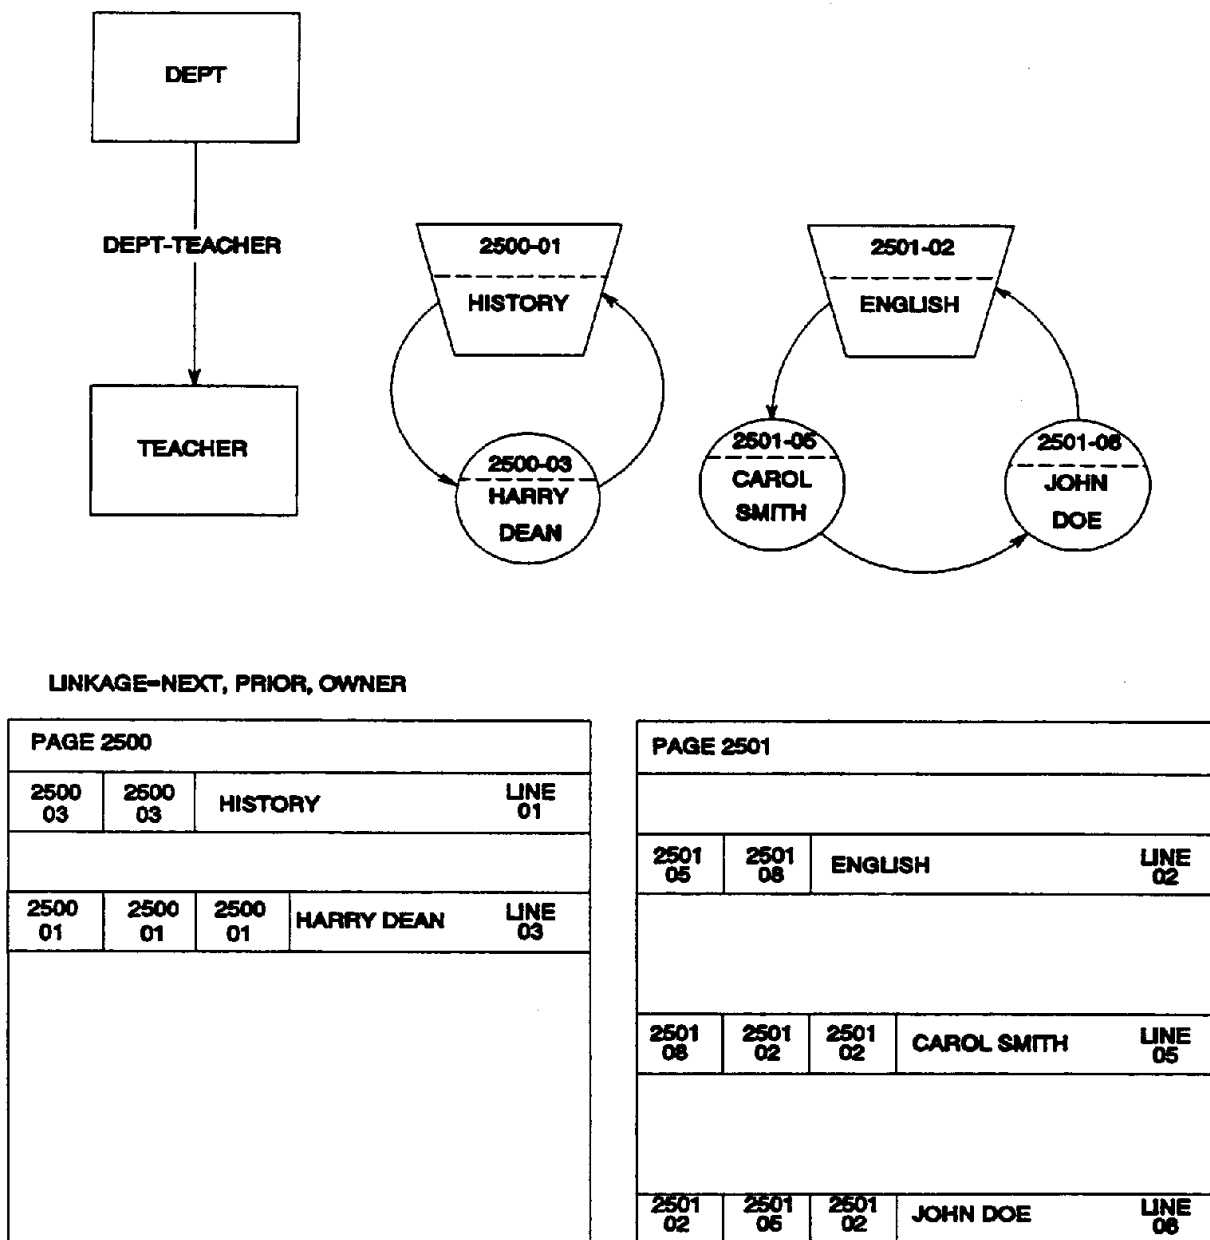 DEPT
DEPT-TEACHER
TEACHER
2500-01
HISTORY
2500-03
HARRY
DEAN
2501-02
ENGLISH
2501-05
CAROL
SMITH
2501-08
JOHN
DOE
LINKAGE=NEXT, PRIOR, OWNER
PAGE 2500
2500 03
2500 03
HISTORY
LINE 01
2500 01
2500 01
2500 01
HARRY DEAN
LINE 03
PAGE 2501
2501 05
2501 08
ENGLISH
LINE 02
2501 08
2501 02
2501 02
CAROL SMITH
LINE 05
2501 02
2501 05
2501 02
JOHN DOE
LINE 08